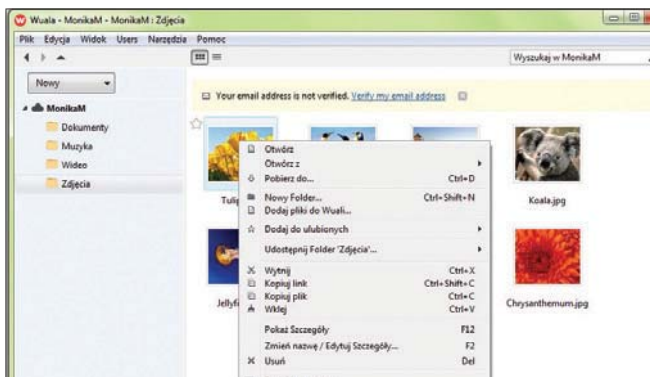 Wuala - MonikaM - MonikaM : Zdjęcia
Plik Edycja Widok Users Narzędzia Pomoc
Wyszukaj w MonikaM
Nowy
Your email address is not verified. Verify my email address
MonikaM
Dokumenty
Muzyka
Wideo
Zdjęcia
Otwórz
Otwórz z
Pobierz do... Ctrl+D
Nowy Folder... Ctrl+Shift+N
Dodaj pliki do Wuali...
Dodaj do ulubionych
Udostępnij Folder 'Zdjęcia'...
Wytnij Ctrl+X
Kopiuj link Ctrl+Shift+C
Kopiuj plik Ctrl+C
Wklej Ctrl+V
Pokaż Szczegóły F12
Zmień nazwę / Edytuj Szczegóły... F2
Usuń Del
Tulip
Koala.jpg
Jellyfi
Chrysanthemum.jpg